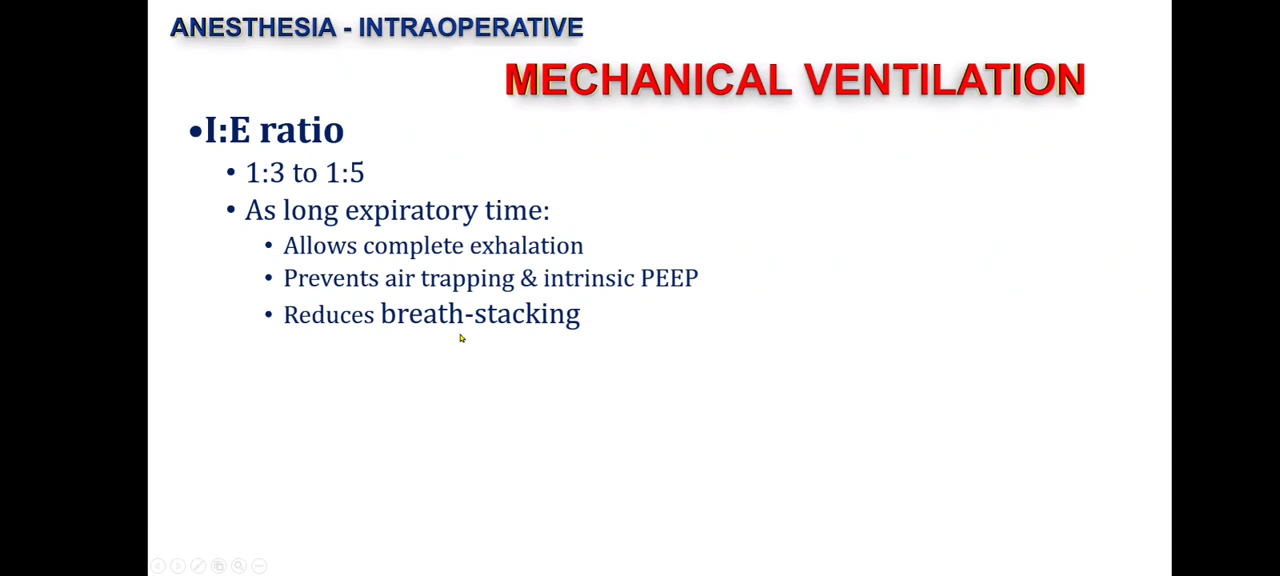 ANESTHESIA - INTRAOPERATIVE
MECHANICAL VENTILATION
•I:E ratio
• 1:3 to 1:5
• As long expiratory time:
• Allows complete exhalation
• Prevents air trapping & intrinsic PEEP
• Reduces breath-stacking